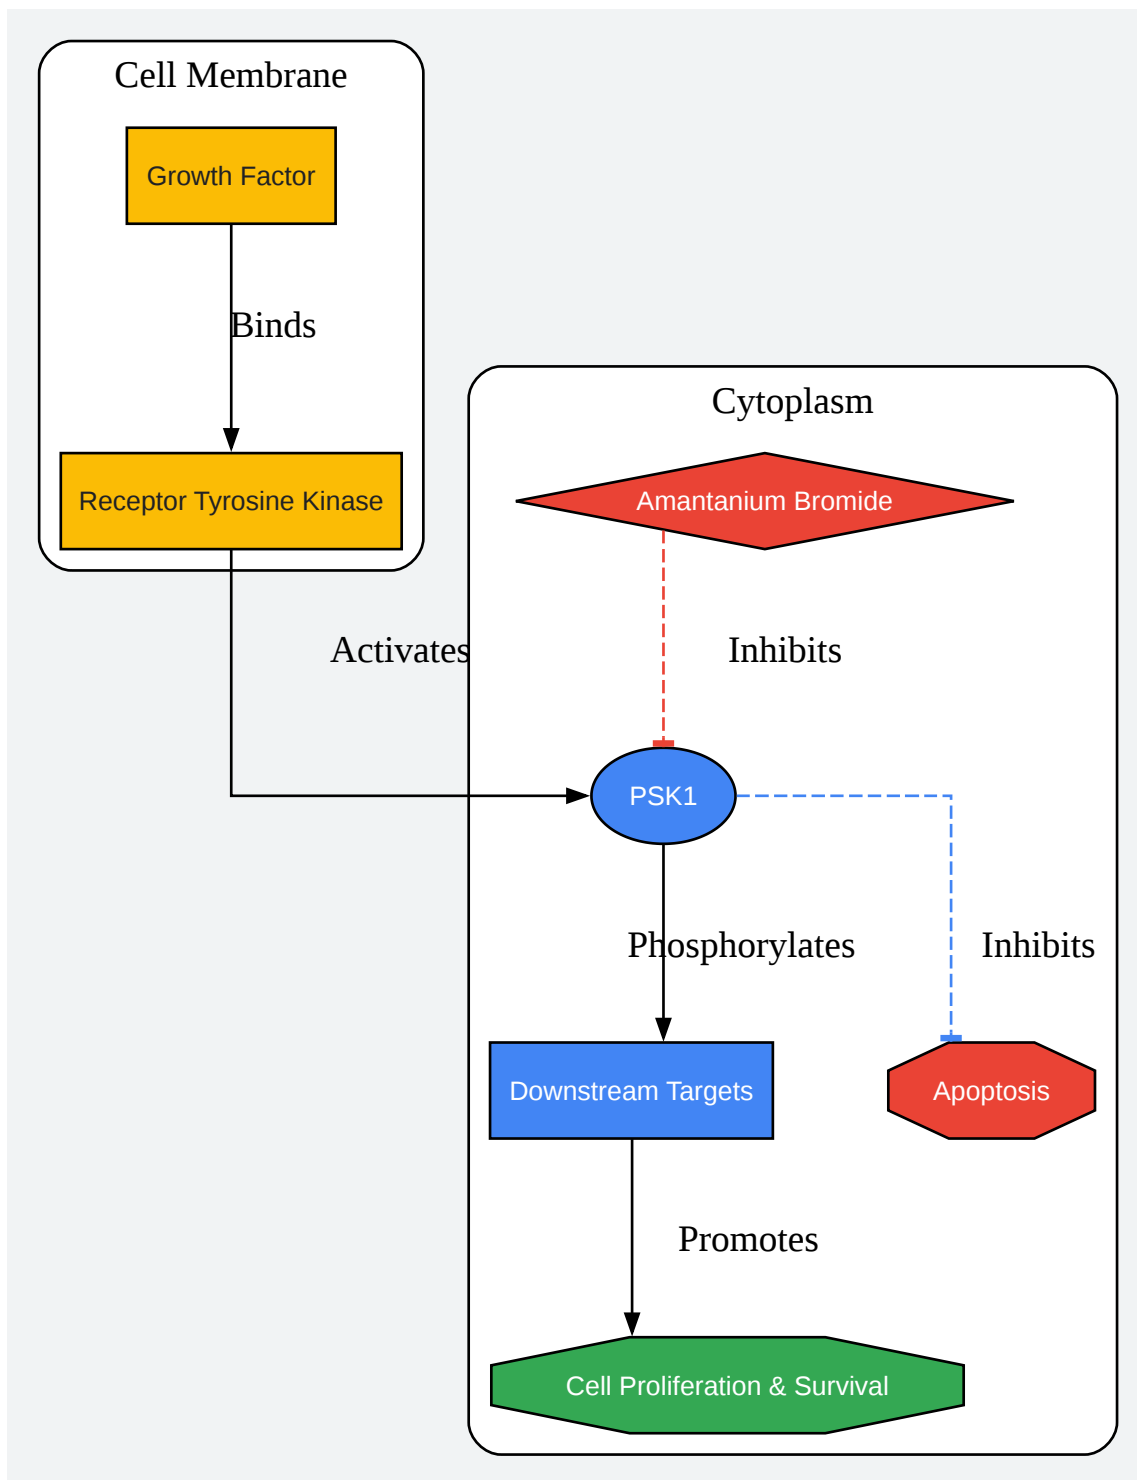 Cell Membrane
Growth Factor
Binds
Receptor Tyrosine Kinase
Activates
Cytoplasm
Amantanium Bromide
Inhibits
PSK1
Phosphorylates
Inhibits
Downstream Targets
Apoptosis
Promotes
Cell Proliferation & Survival